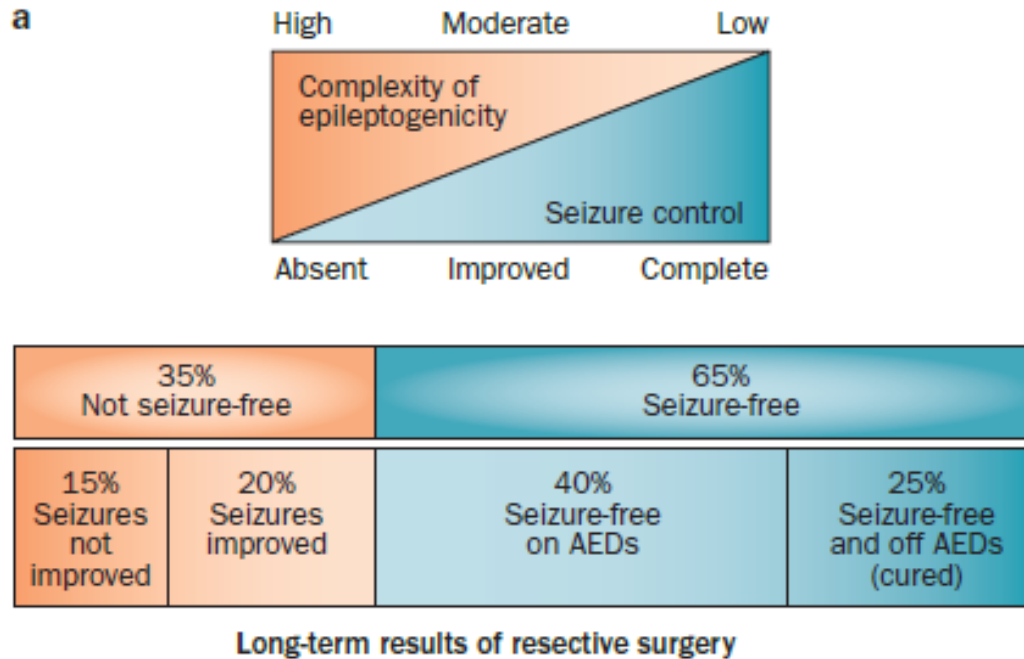 a
High Moderate Low
Complexity of
epileptogenicity
Seizure control
Absent Improved Complete
35%
Not seizure-free
65%
Seizure-free
15%
Seizures
not
improved
20%
Seizures
improved
40%
Seizure-free
on AEDs
25%
Seizure-free
and off AEDs
(cured)
Long-term results of resective surgery